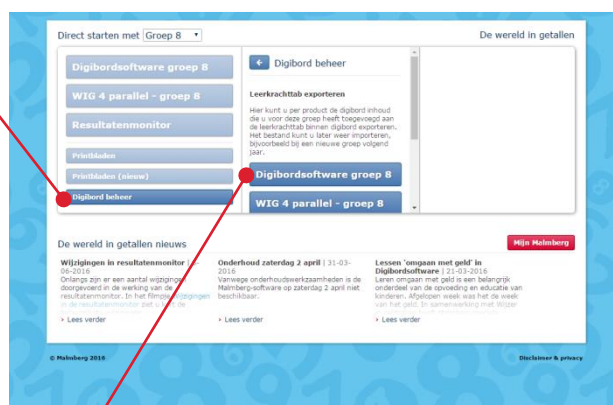 Direct starten met Groep 8
De wereld in getallen
Digibordsoftware groep 8
WIG 4 parallel - groep 8
Resultatenmonitor
Printbladen
Printbladen (nieuw)
Digibord beheer
Digibord beheer
Leerkrachttab exporteren
Hier kunt u per product de digibord inhoud
die u voor deze groep heeft toegevoegd aan
de leerkrachttab binnen digibord exporteren.
Het bestand kunt u later weer importeren,
bijvoorbeeld bij een nieuwe groep volgend
jaar.
Digibordsoftware groep 8
WIG 4 parallel - groep 8
De wereld in getallen nieuws
Mijn Malmberg
Wijzigingen in resultatenmonitor |
06-2016
Onlangs zijn er een aantal wijzigingen
doorgevoerd in de werking van de
resultatenmonitor. In het filmpje wijzigingen
in de resultatenmonitor ziet u kort de
> Lees verder
Onderhoud zaterdag 2 april | 31-03-
2016
Vanwege onderhoudswerkzaamheden is de
Malmberg-software op zaterdag 2 april niet
beschikbaar.
> Lees verder
Lessen 'omgaan met geld' in
Digibordsoftware | 21-03-2016
Leren omgaan met geld is een belangrijk
onderdeel van de opvoeding en educatie van
kinderen. Afgelopen week was het de week
van het geld. In samenwerking met Wijzer
> Lees verder
© Malmberg 2016
Disclaimer & privacy